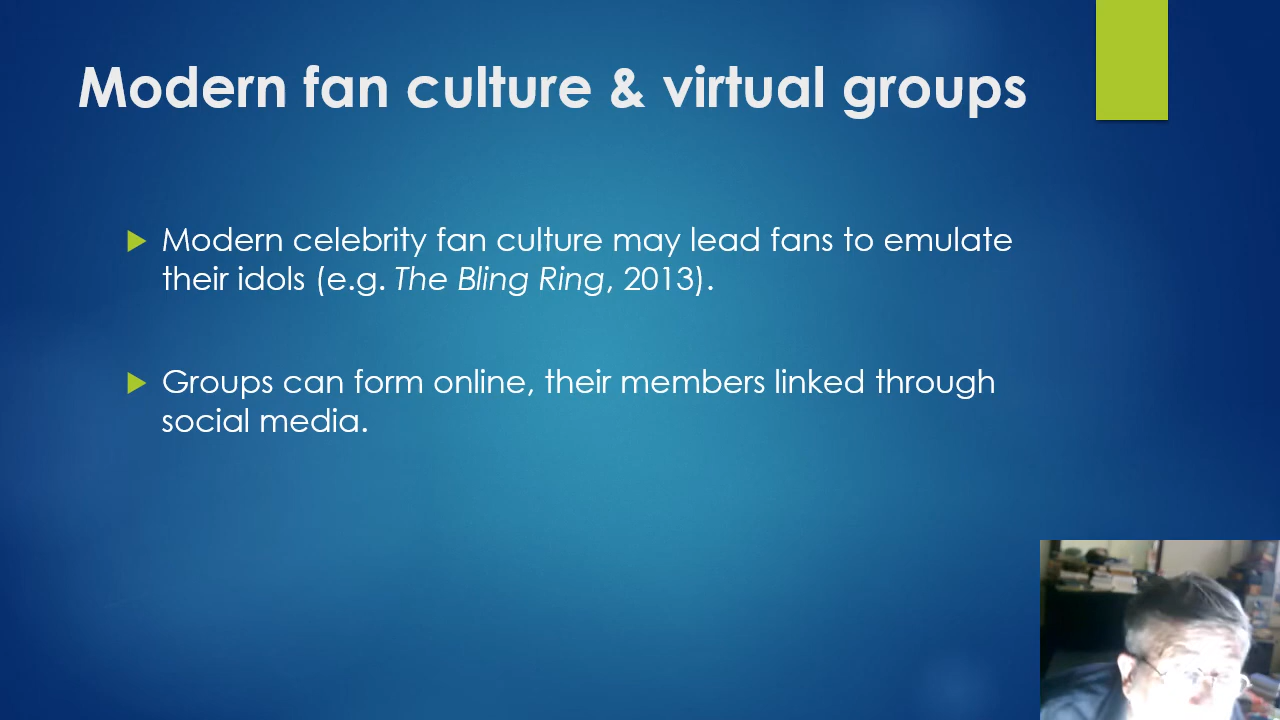 Modern fan culture & virtual groups
Modern celebrity fan culture may lead fans to emulate
their idols (e.g. The Bling Ring, 2013).
Groups can form online, their members linked through
social media.